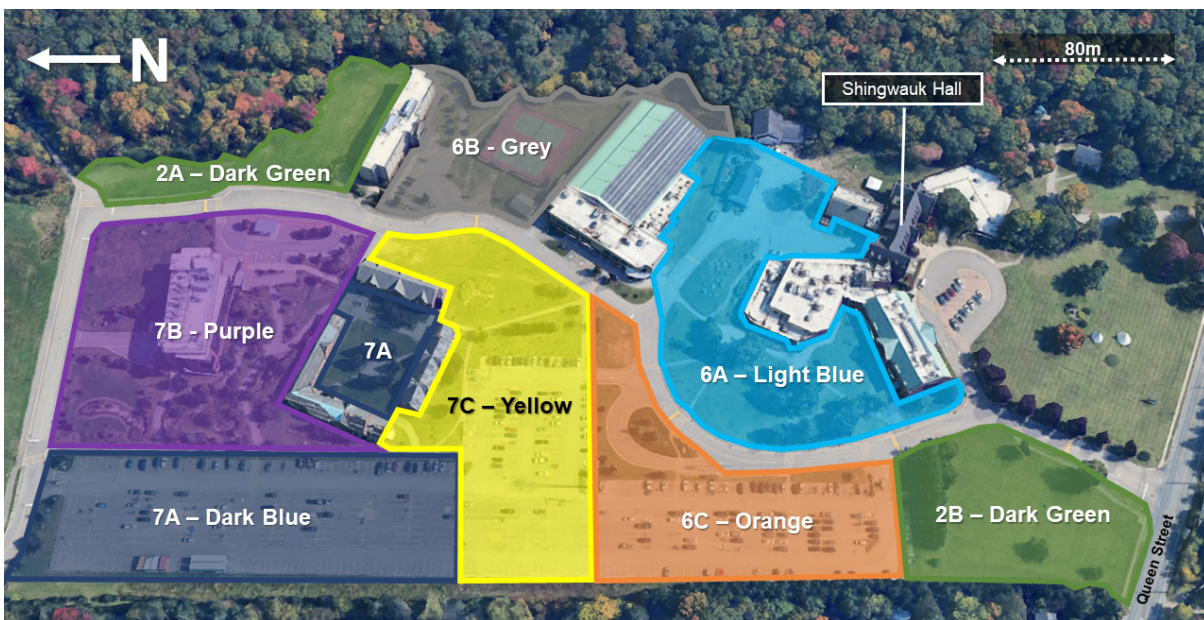 N
80m
Shingwauk Hall
6B - Grey
2A – Dark Green
7B - Purple
7A
6A – Light Blue
7C – Yellow
7A – Dark Blue
6C – Orange
2B – Dark Green
Queen Street